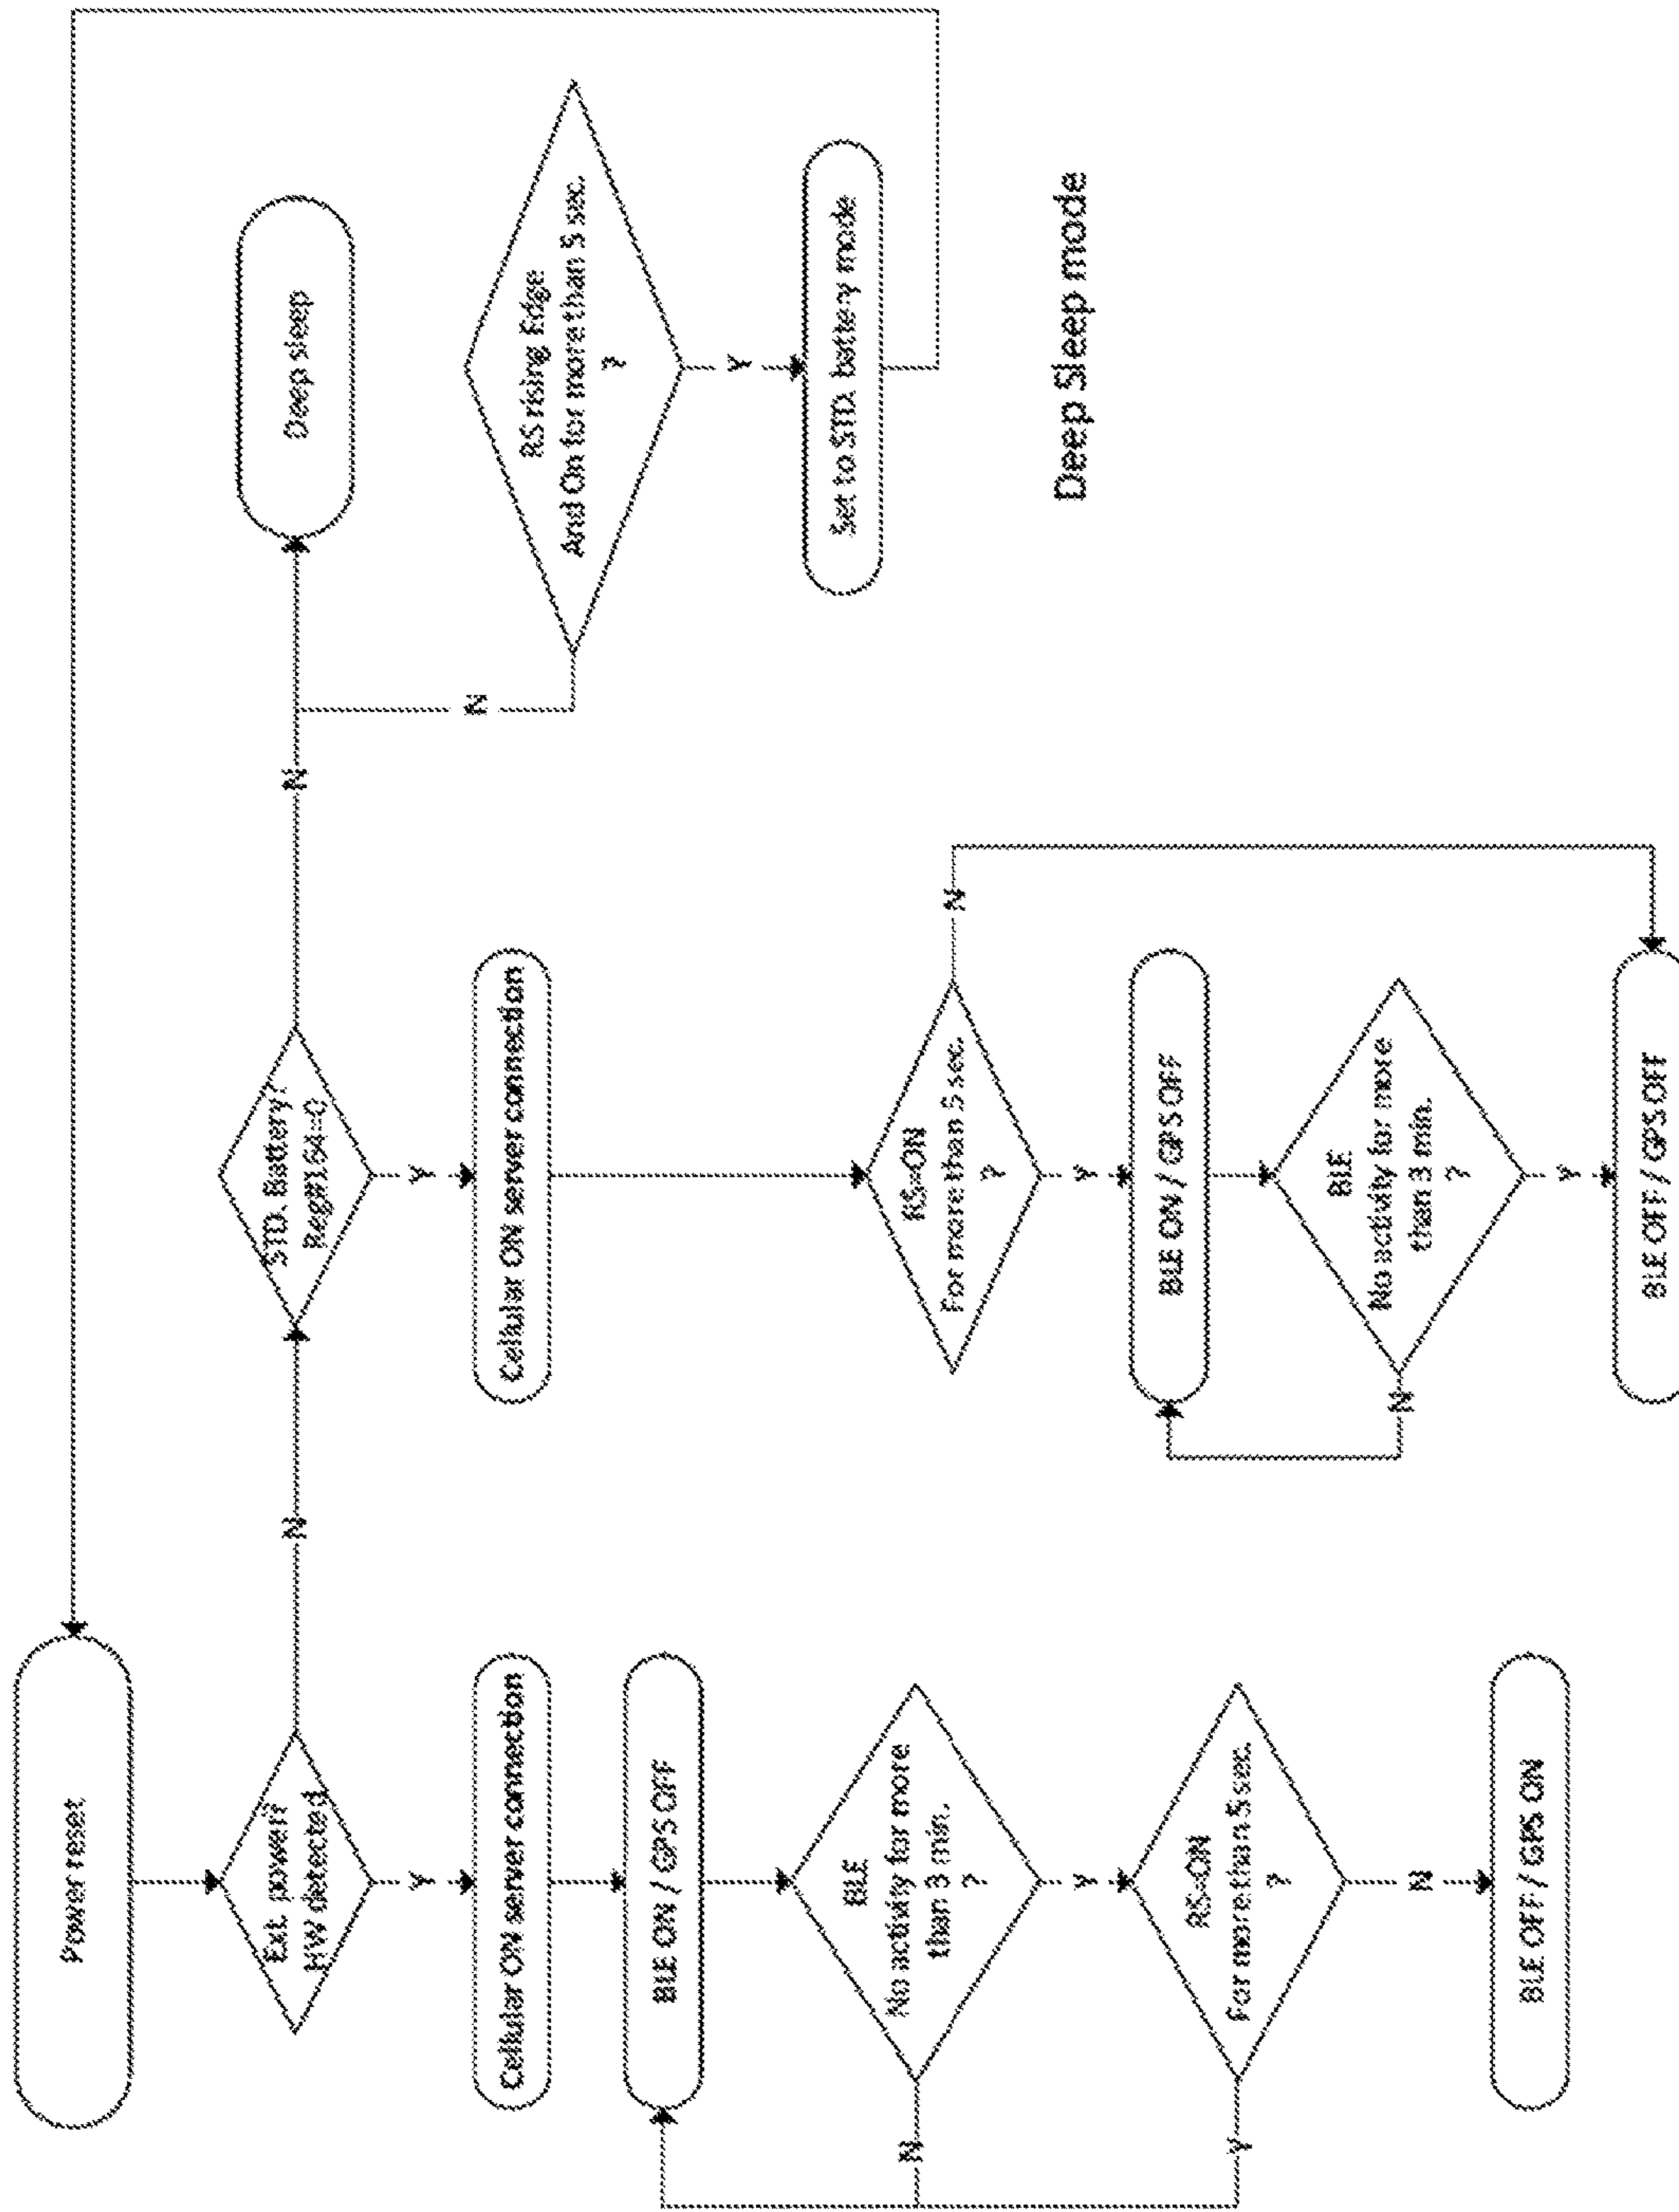 Power reset
Ext. power?
HW detected
N
Y
Cellular ON server connection
BLE ON / GPS OFF
BLE
No activity for more
than 3 min.
?
N
Y
RS=ON
For more than 5 sec.
?
Y
N
BLE OFF / GPS ON
STD. Battery?
Reg#164=0
N
Y
Cellular ON server connection
RS=ON
For more than 5 sec.
?
N
Y
BLE ON / GPS OFF
BLE
No activity for more
than 3 min.
?
N
Y
BLE OFF / GPS OFF
Deep sleep
N
RS rising Edge
And On for more than 5 sec.
?
Y
Set to STD. battery mode
Deep Sleep mode